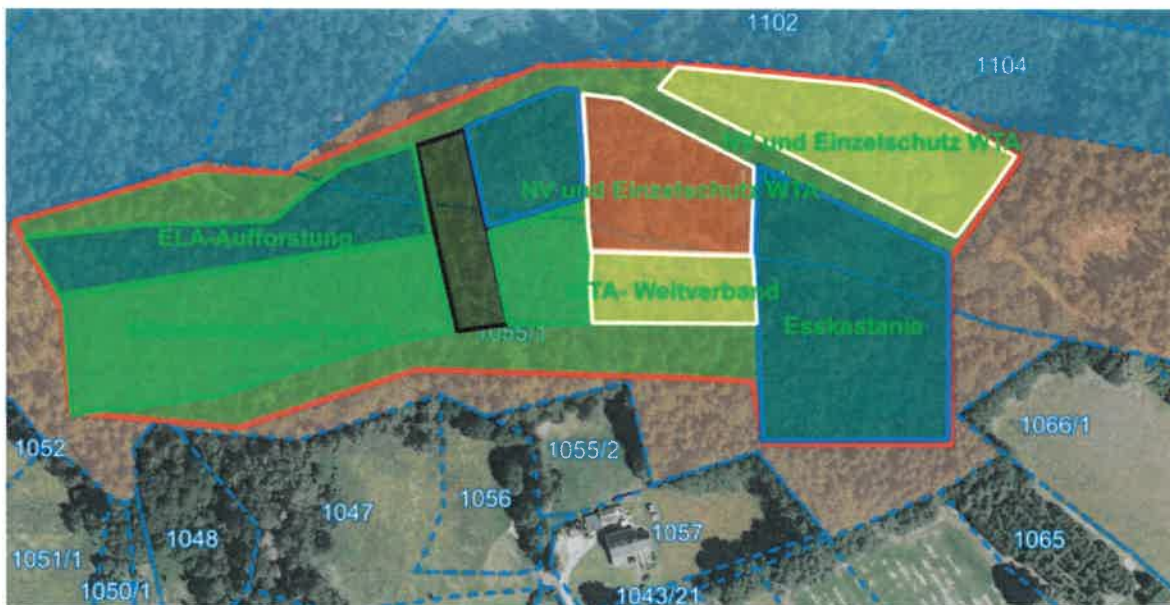 1102
1104
und Einzelschutz WTA
NV und Einzelschutz WTA
ELA-Aufforstung
WTA- Weitverband
Esskastanie
1055/1
1052
1055/2
1066/1
1047
1056
1048
1057
1051/1
1065
1050/1
1043/21